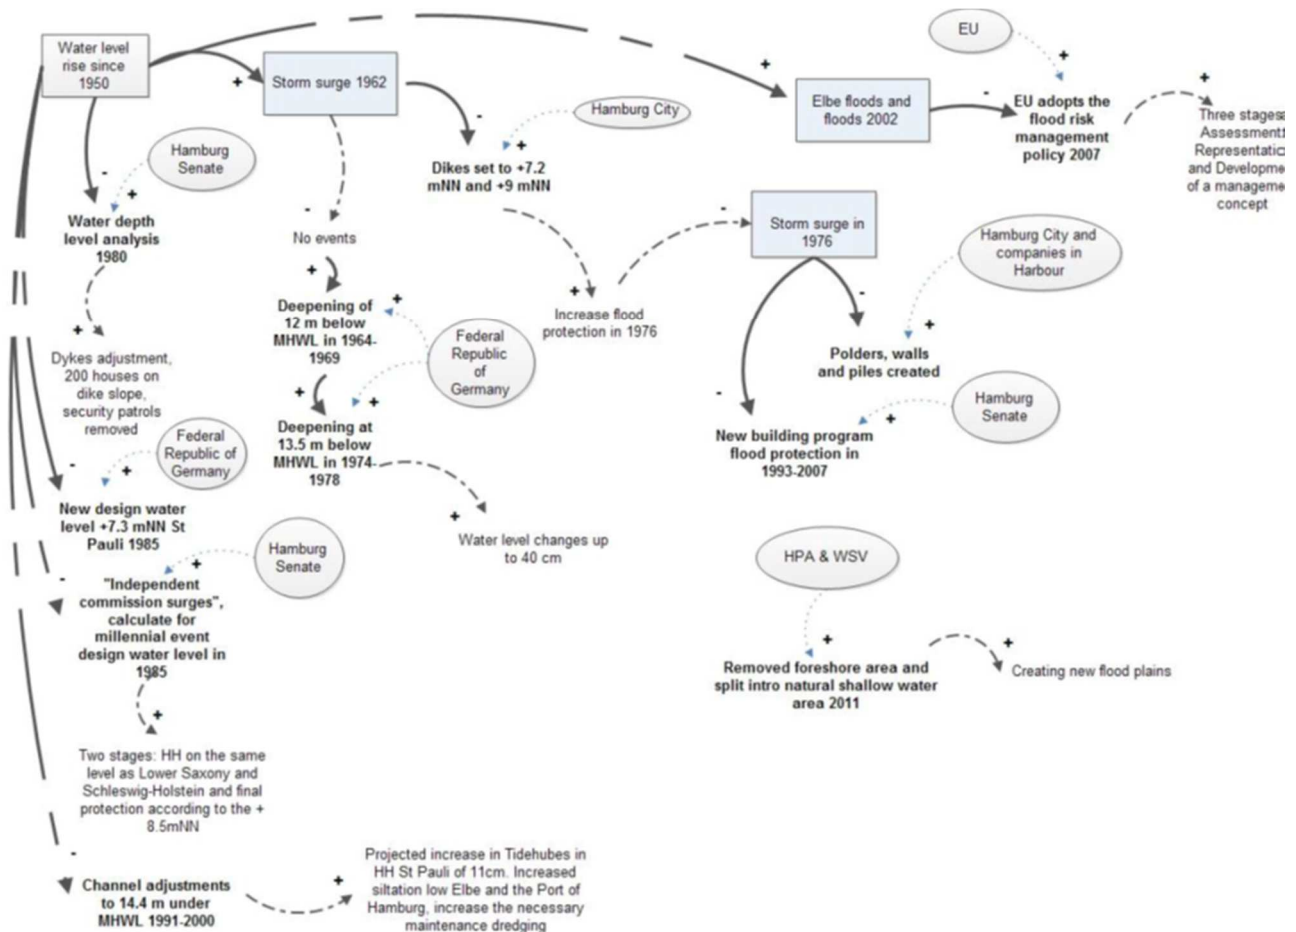 Water level
rise since
1950
+
Storm surge 1962
-
Hamburg City
+
Dikes set to +7.2
mNN and +9 mNN
+
Elbe floods and
floods 2002
EU
+
-
EU adopts the
flood risk
management
policy 2007
+
Three stages
Assessment
Representatio
and Developme
of a manageme
concept
Hamburg
Senate
-
+
Water depth
level analysis
1980
+
Dykes adjustment,
200 houses on
dike slope,
security patrols
removed
-
No events
+
Deepening of
12 m below
MHWL in 1964-
1969
+
Federal
Republic
of
Germany
+
+
Deepening at
13.5 m below
MHWL in 1974-
1978
+
Water level changes up
to 40 cm
+
Increase flood
protection in 1976
-
Storm surge in
1976
Hamburg City and
companies in
Harbour
-
+
Polders, walls
and piles created
Hamburg
Senate
-
+
New building program
flood protection in
1993-2007
Federal
Republic of
Germany
-
+
New design water
level +7.3 mNN St
Pauli 1985
Hamburg
Senate
-
+
"Independent
commission surges",
calculate for
millennial event
design water level in
1985
+
Two stages: HH on the same
level as Lower Saxony and
Schleswig-Holstein and final
protection according to the +
8.5mNN
HPA & WSV
+
Removed foreshore area and
split intro natural shallow water
area 2011
+
Creating new flood plains
-
Channel adjustments
to 14.4 m under
MHWL 1991-2000
+
Projected increase in Tidehubes in
HH St Pauli of 11cm. Increased
siltation low Elbe and the Port of
Hamburg, increase the necessary
maintenance dredging